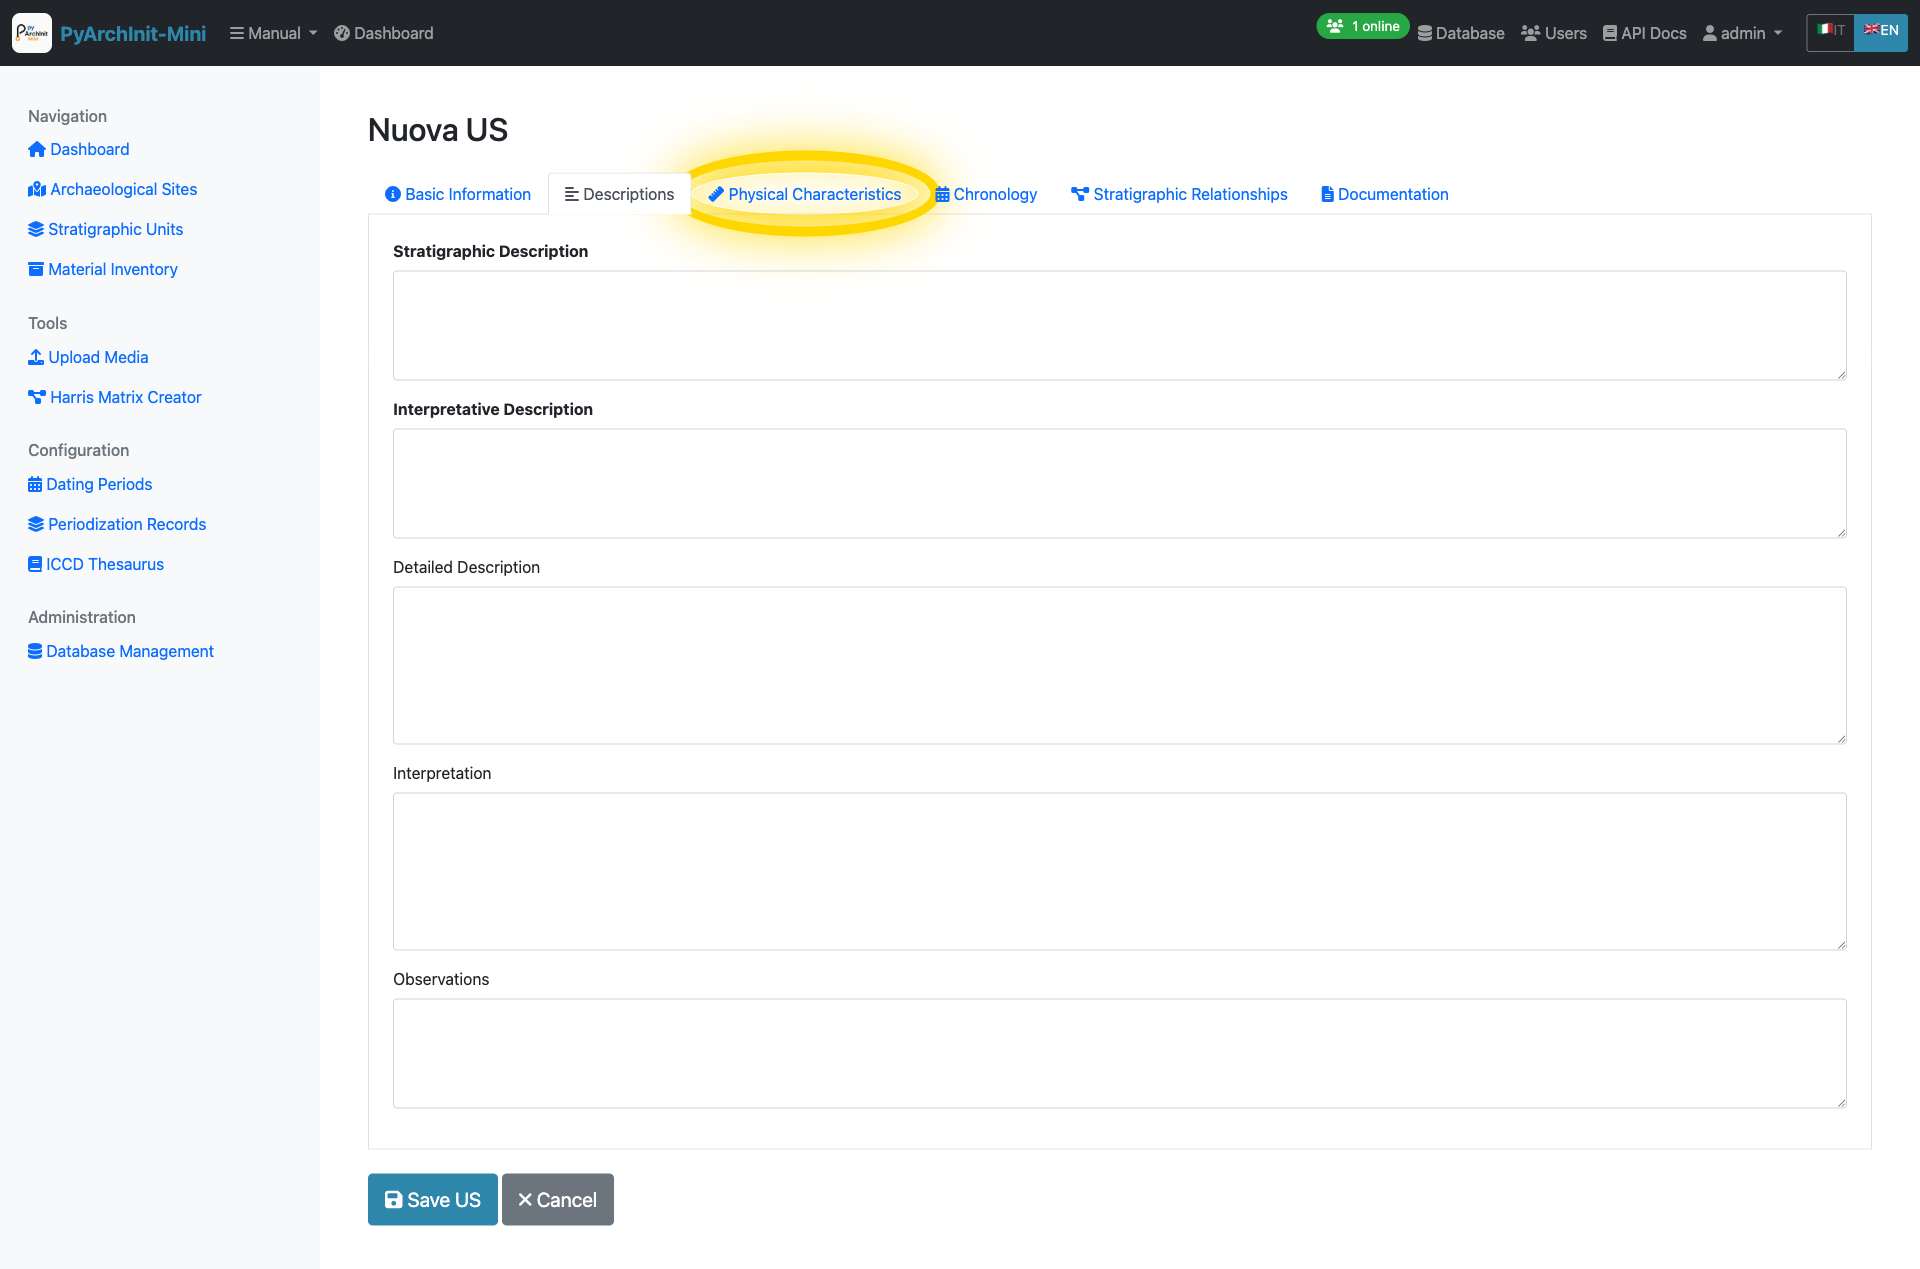 PyArchInit-Mini
Manual
Dashboard
1 online
Database
Users
API Docs
admin
IT
EN
Navigation
Dashboard
Archaeological Sites
Stratigraphic Units
Material Inventory
Tools
Upload Media
Harris Matrix Creator
Configuration
Dating Periods
Periodization Records
ICCD Thesaurus
Administration
Database Management
Nuova US
Basic Information
Descriptions
Physical Characteristics
Chronology
Stratigraphic Relationships
Documentation
Stratigraphic Description
Interpretative Description
Detailed Description
Interpretation
Observations
Save US
Cancel